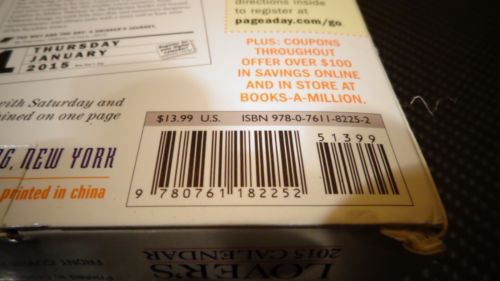 directions inside
to register at
pageaday.com/go.
THURSDAY
JANUARY
2015
PLUS: COUPONS
THROUGHOUT
OFFER OVER $100
IN SAVINGS ONLINE
AND IN STORE AT
BOOKS-A-MILLION.
with Saturday and
ined on one page
$13.99 U.S. ISBN 978-0-7611-8225-2
51399
9 780761 182252
G, NEW YORK
printed in china
LOVER'S
2015 CALENDAR